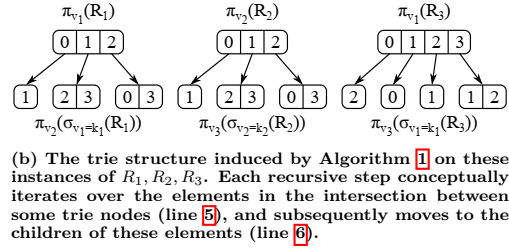 πv1(R1) πv2(R2) πv1(R3)
0 1 2 0 1 2 0 1 2 3
1 2 3 0 3 1 2 3 0 3 2 0 1 1 2
πv2(σv1=k1(R1)) πv3(σv2=k2(R2)) πv3(σv1=k1(R3))
(b) The trie structure induced by Algorithm 1 on these
instances of R1, R2, R3. Each recursive step conceptually
iterates over the elements in the intersection between
some trie nodes (line 5), and subsequently moves to the
children of these elements (line 6).